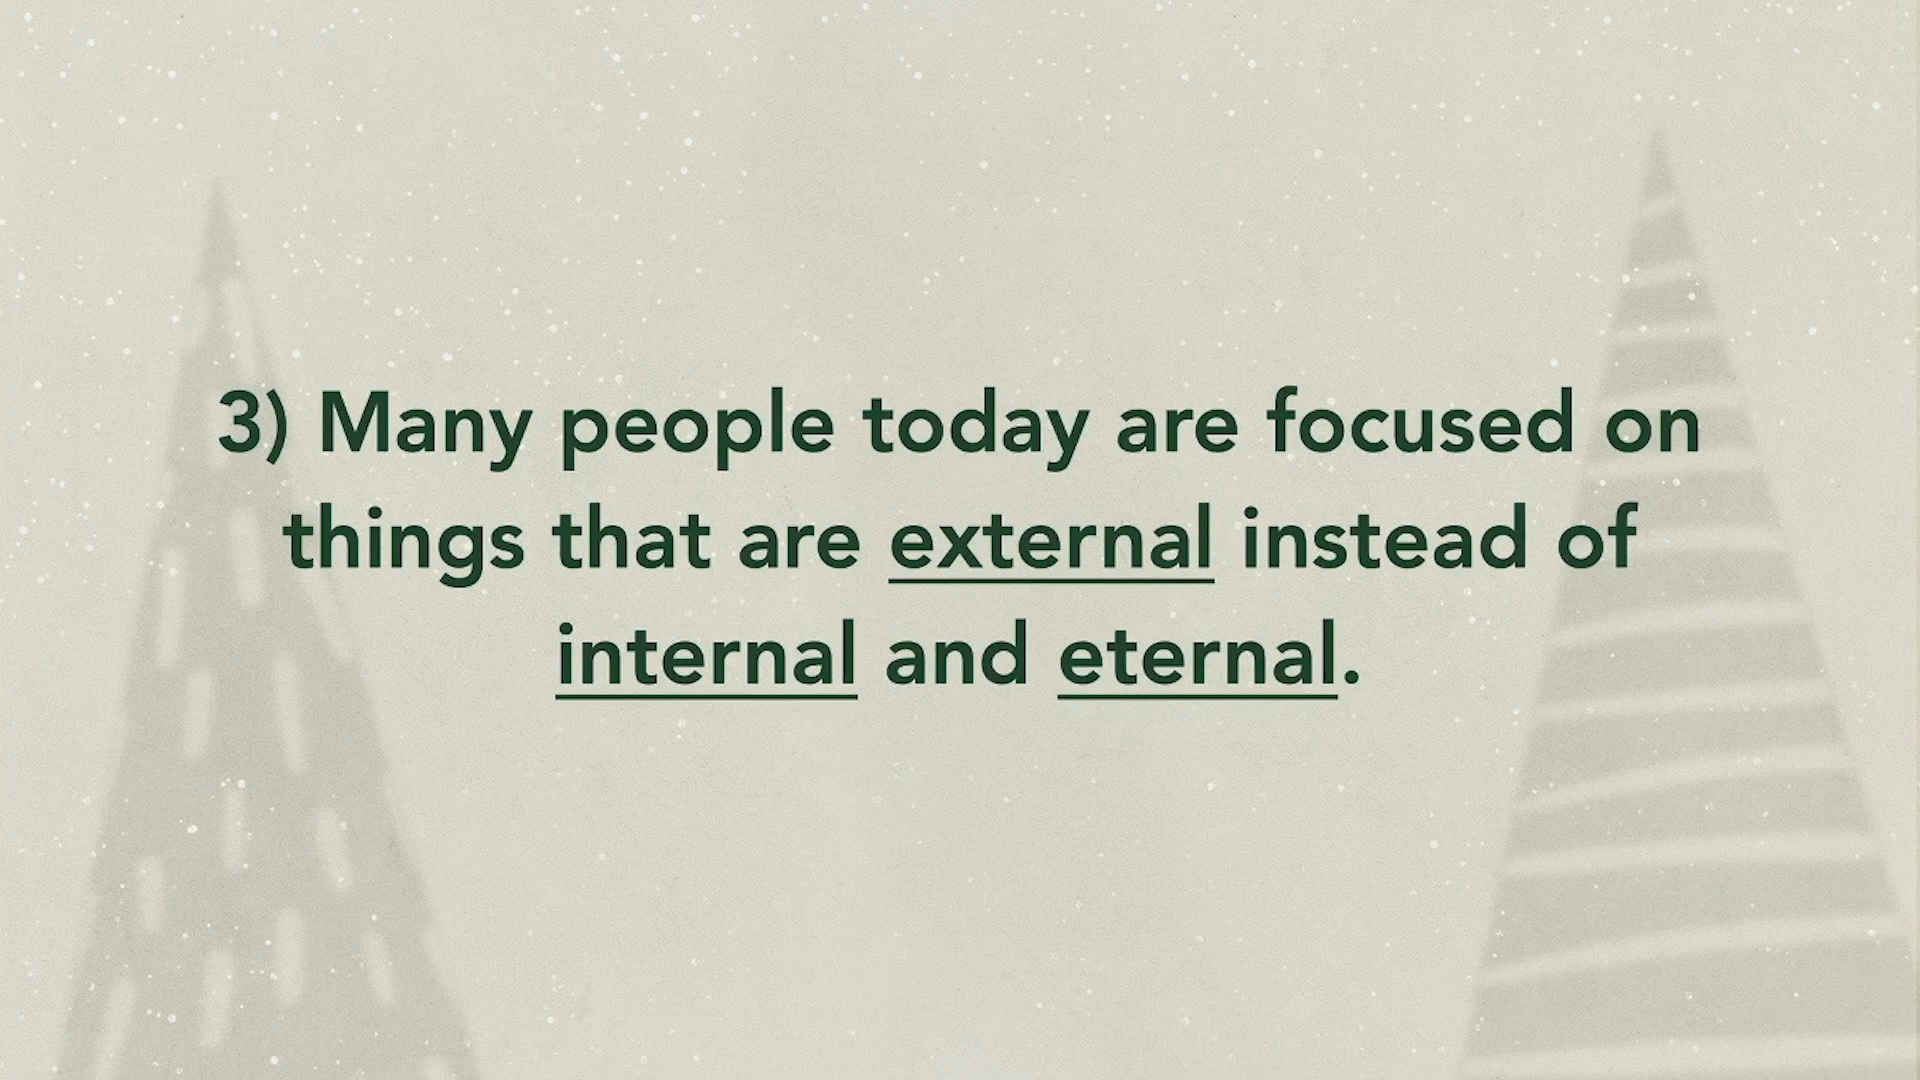 3) Many people today are focused on
things that are external instead of
internal and eternal.